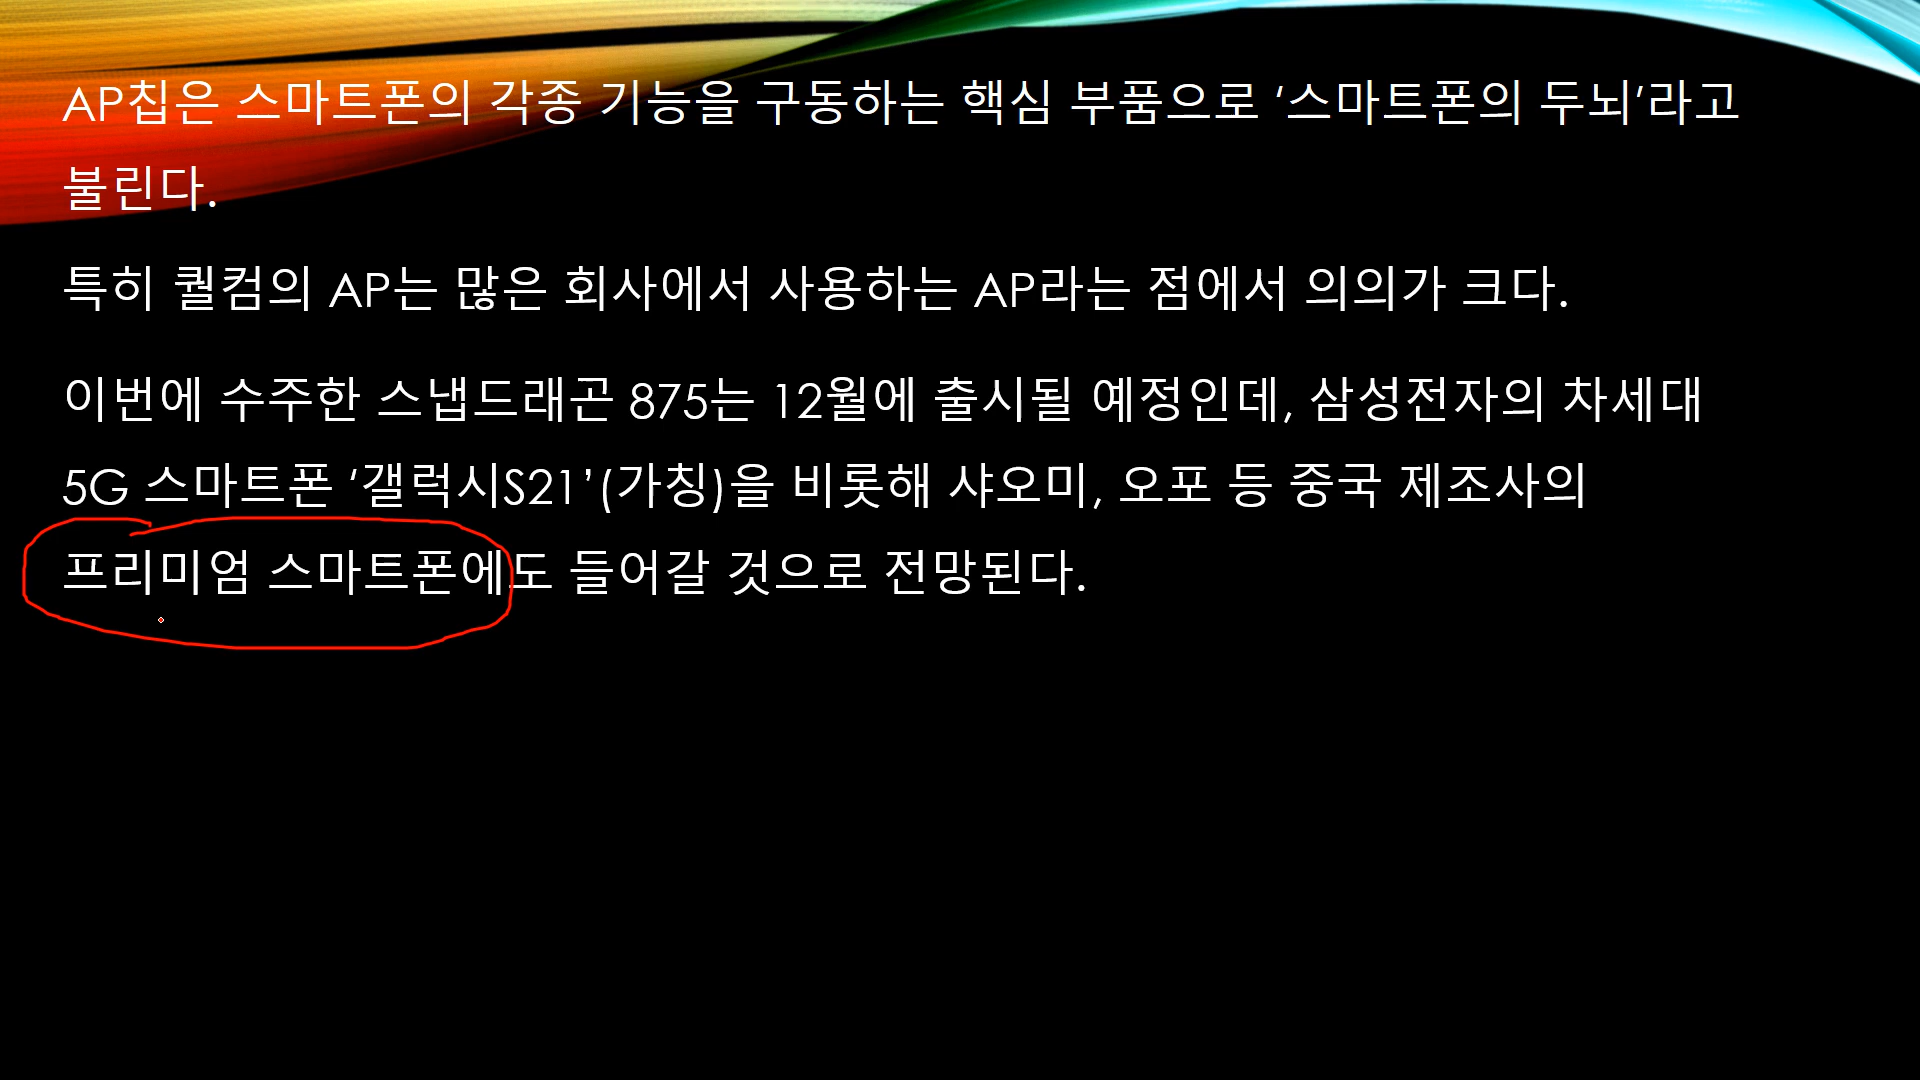 AP칩은 스마트폰의 각종 기능을 구동하는 핵심 부품으로 ‘스마트폰의 두뇌’라고
불린다.
특히 퀄컴의 AP는 많은 회사에서 사용하는 AP라는 점에서 의의가 크다.
이번에 수주한 스냅드래곤 875는 12월에 출시될 예정인데, 삼성전자의 차세대
5G 스마트폰 ‘갤럭시S21’(가칭)을 비롯해 샤오미, 오포 등 중국 제조사의
프리미엄 스마트폰에도 들어갈 것으로 전망된다.